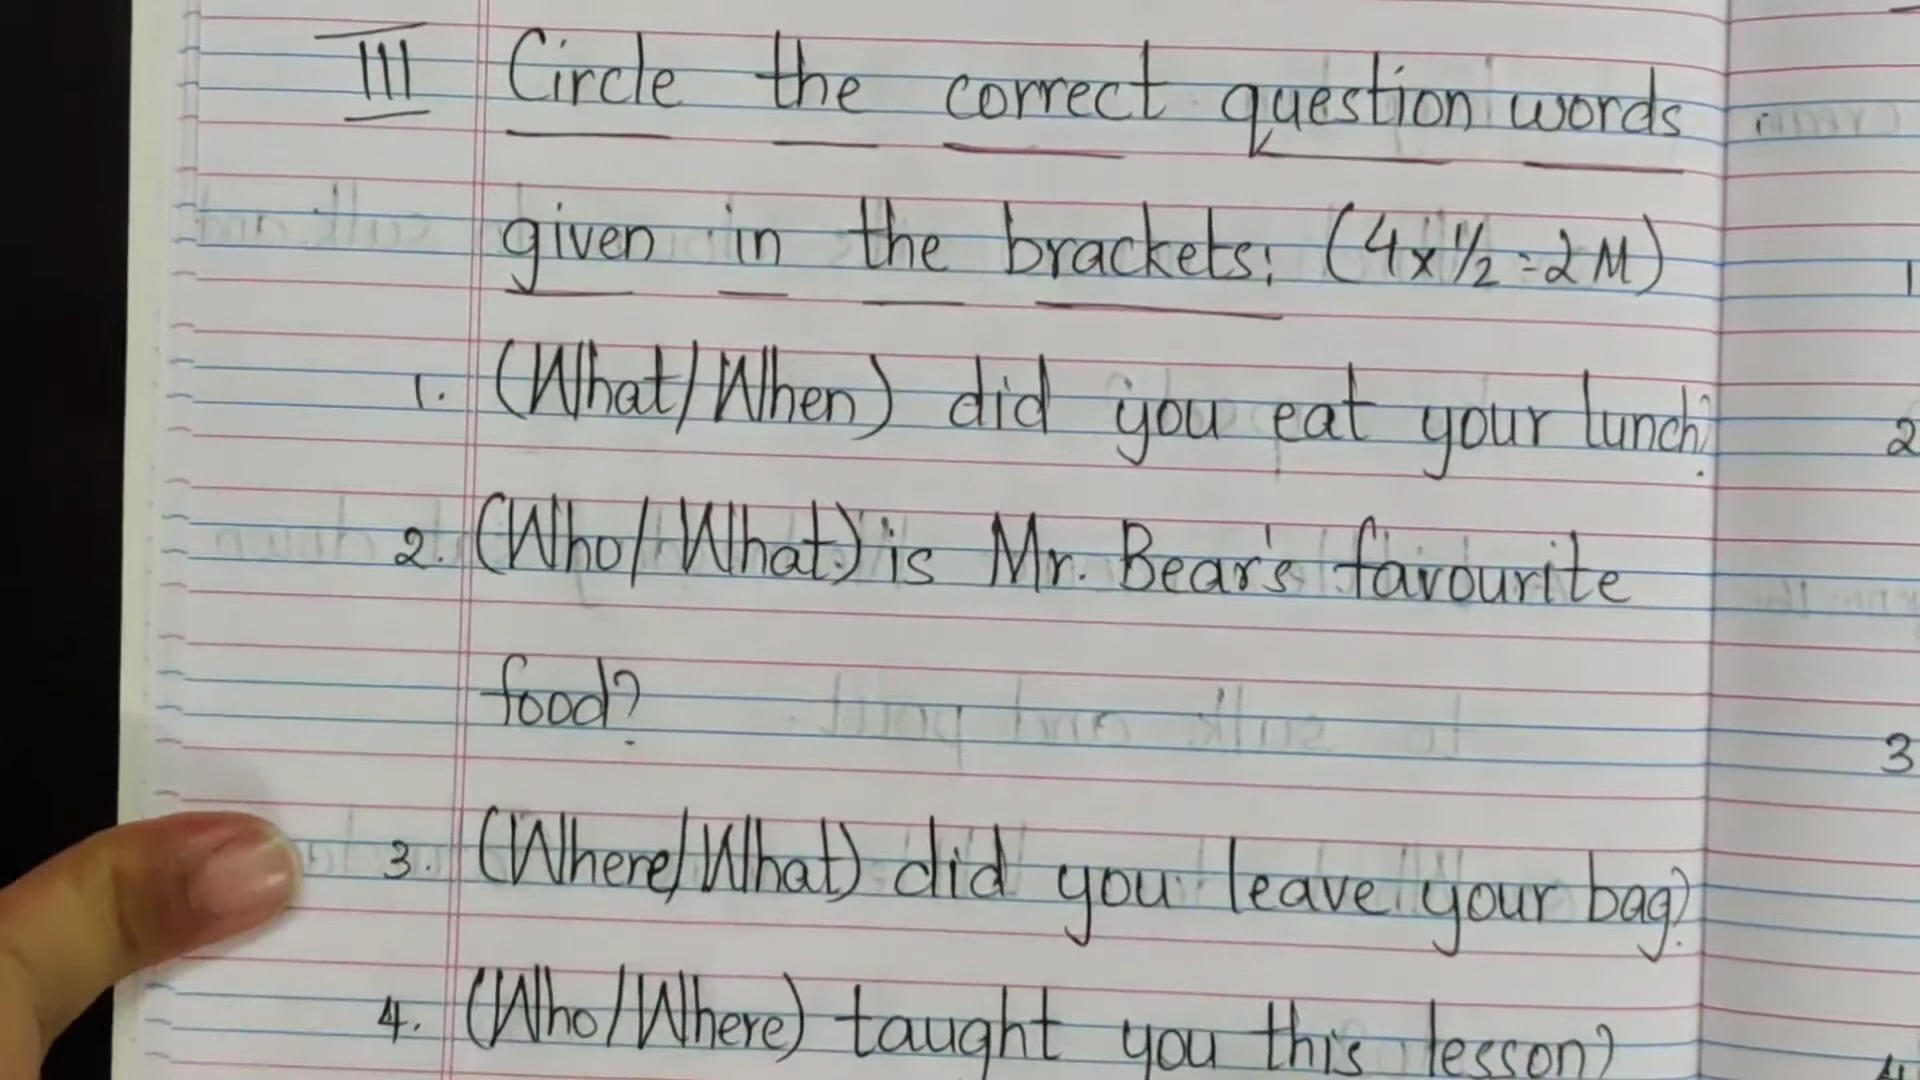 III Circle the correct question words
given in the brackets: (4x1/2=2M)
1. (What/When) did you eat your lunch?
2. (Who/What) is Mr. Bear's favourite
food?
3. (Where/What) did you leave your bag?
4. (Who/Where) taught you this lesson?
1
2
3
4